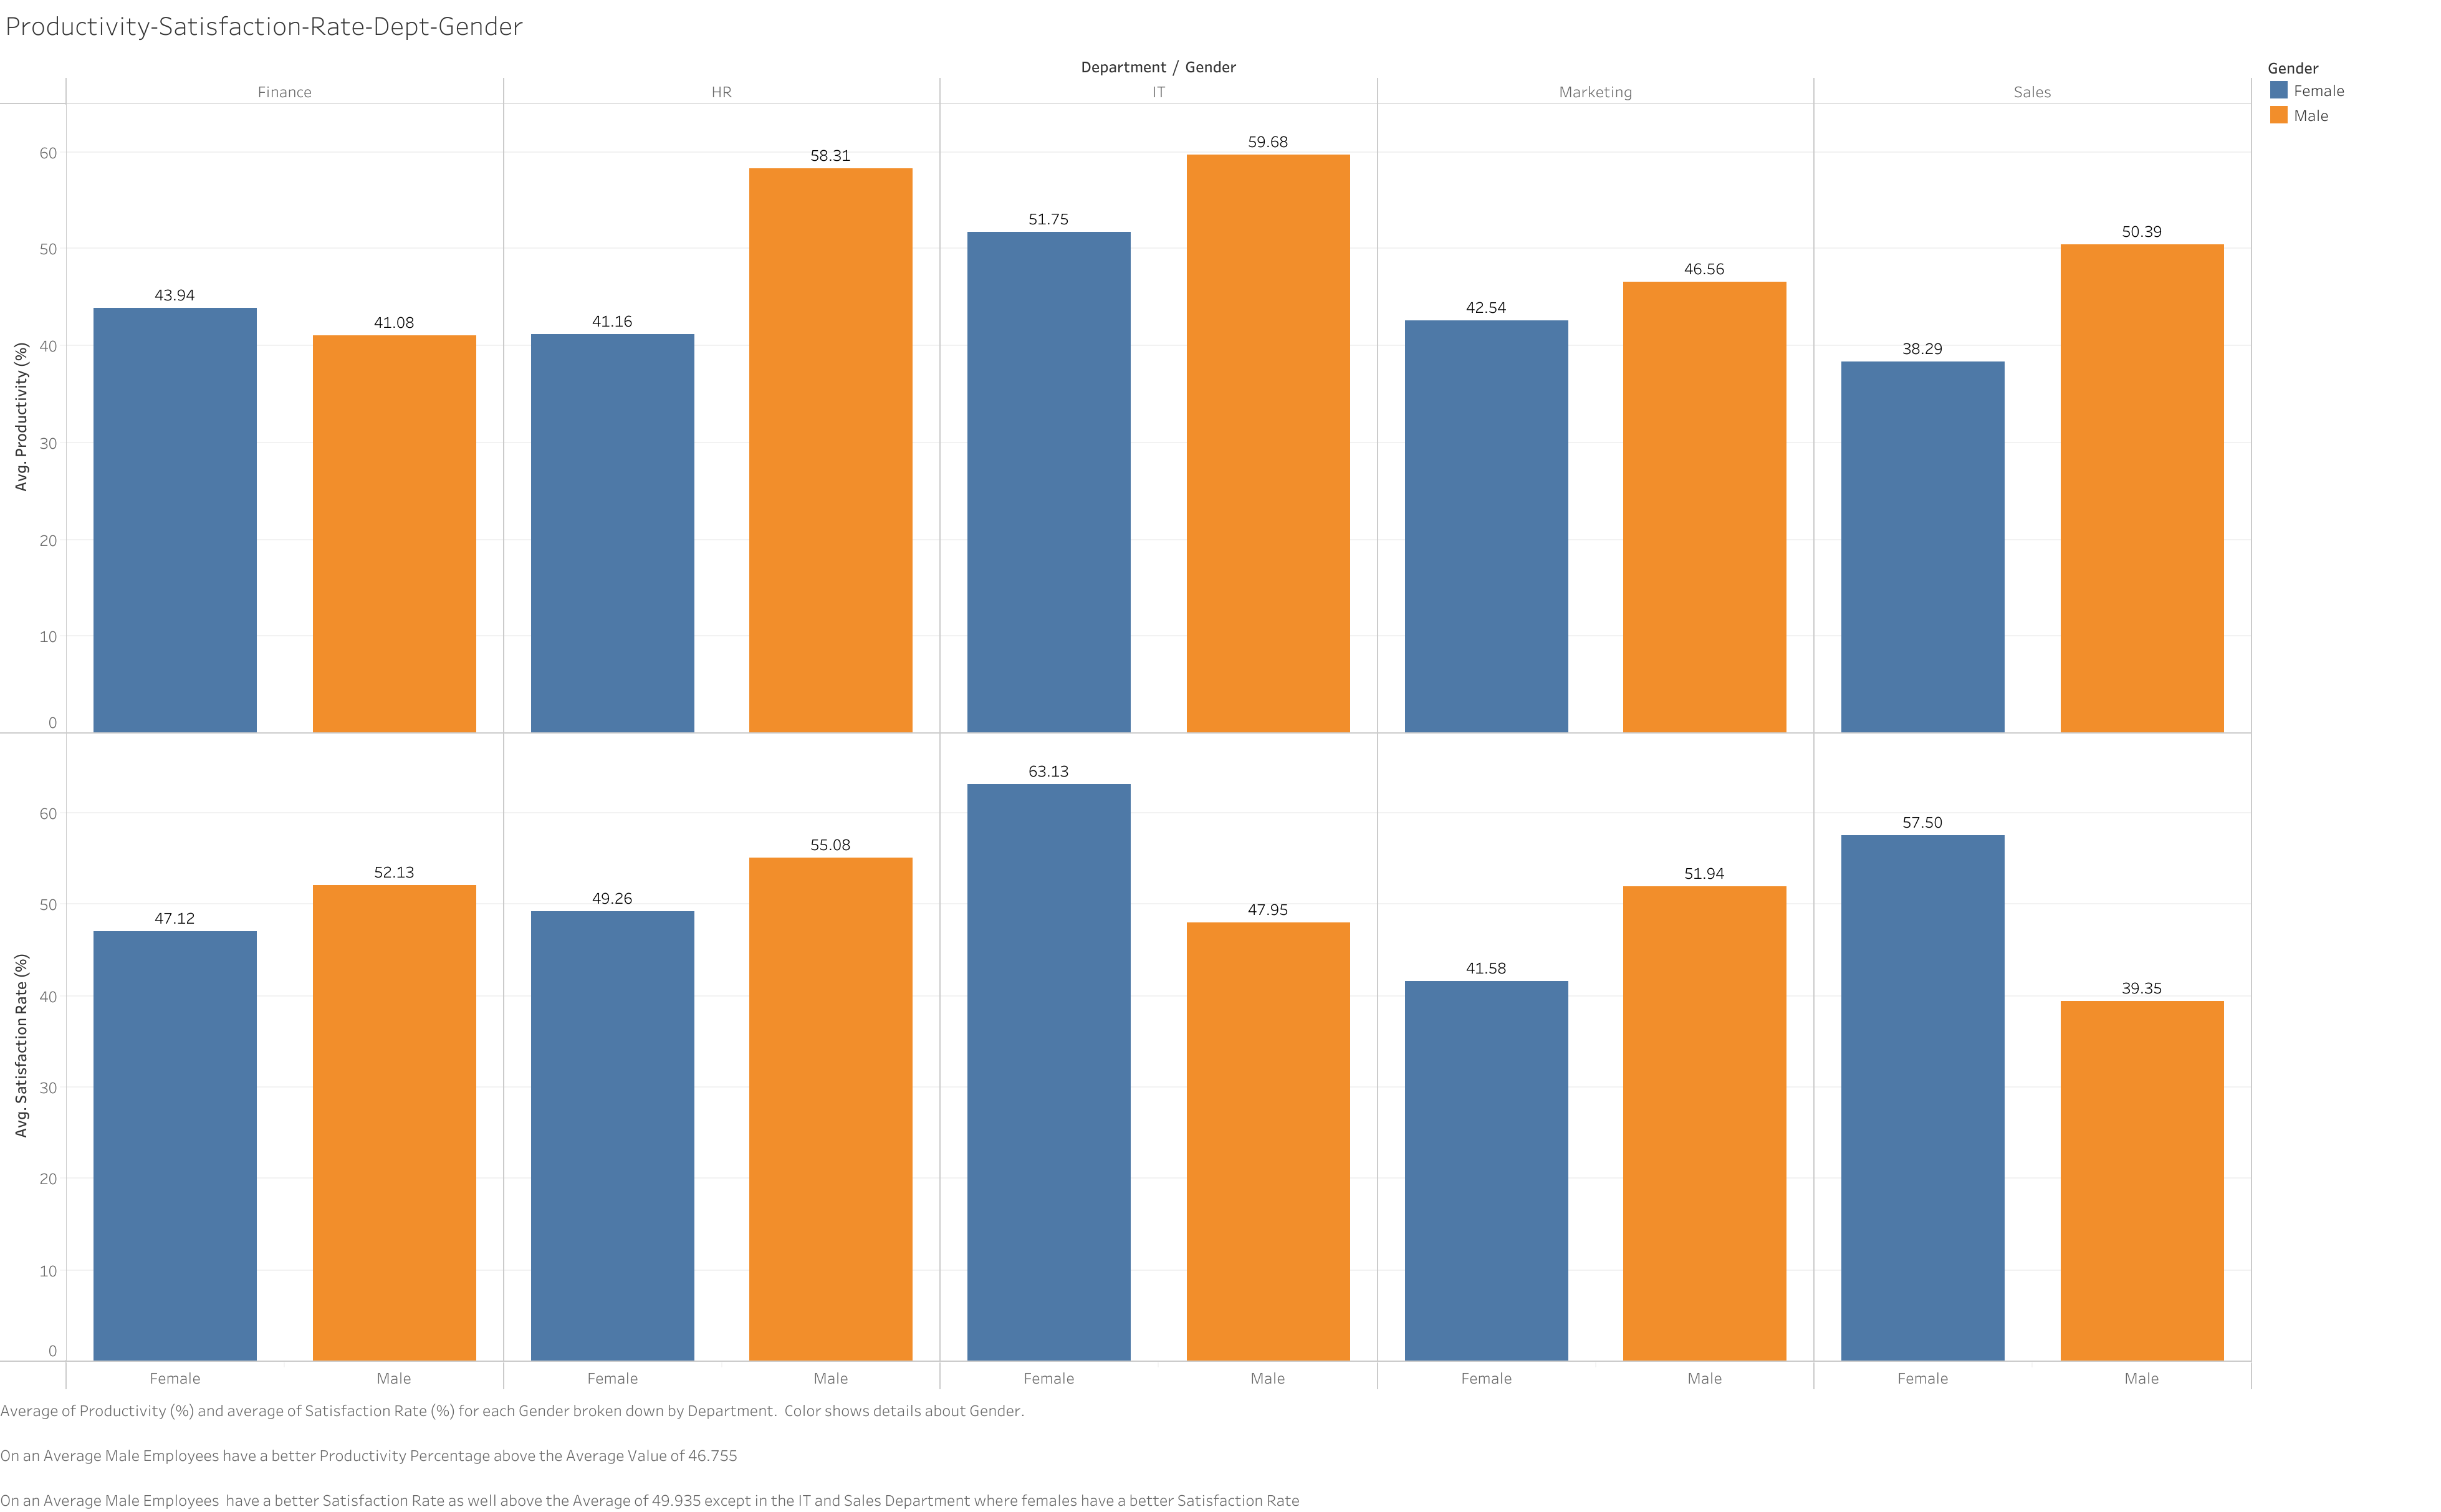 Productivity-Satisfaction-Rate-Dept-Gender
Department / Gender
Finance HR IT Marketing Sales
Gender
Female
Male
Avg. Productivity (%)
60
50
40
30
20
10
0
43.94 41.08 41.16 58.31 51.75 59.68 42.54 46.56 38.29 50.39
Avg. Satisfaction Rate (%)
60
50
40
30
20
10
0
47.12 52.13 49.26 55.08 63.13 47.95 41.58 51.94 57.50 39.35
Female Male Female Male Female Male Female Male Female Male
Average of Productivity (%) and average of Satisfaction Rate (%) for each Gender broken down by Department.  Color shows details about Gender.
On an Average Male Employees have a better Productivity Percentage above the Average Value of 46.755
On an Average Male Employees  have a better Satisfaction Rate as well above the Average of 49.935 except in the IT and Sales Department where females have a better Satisfaction Rate